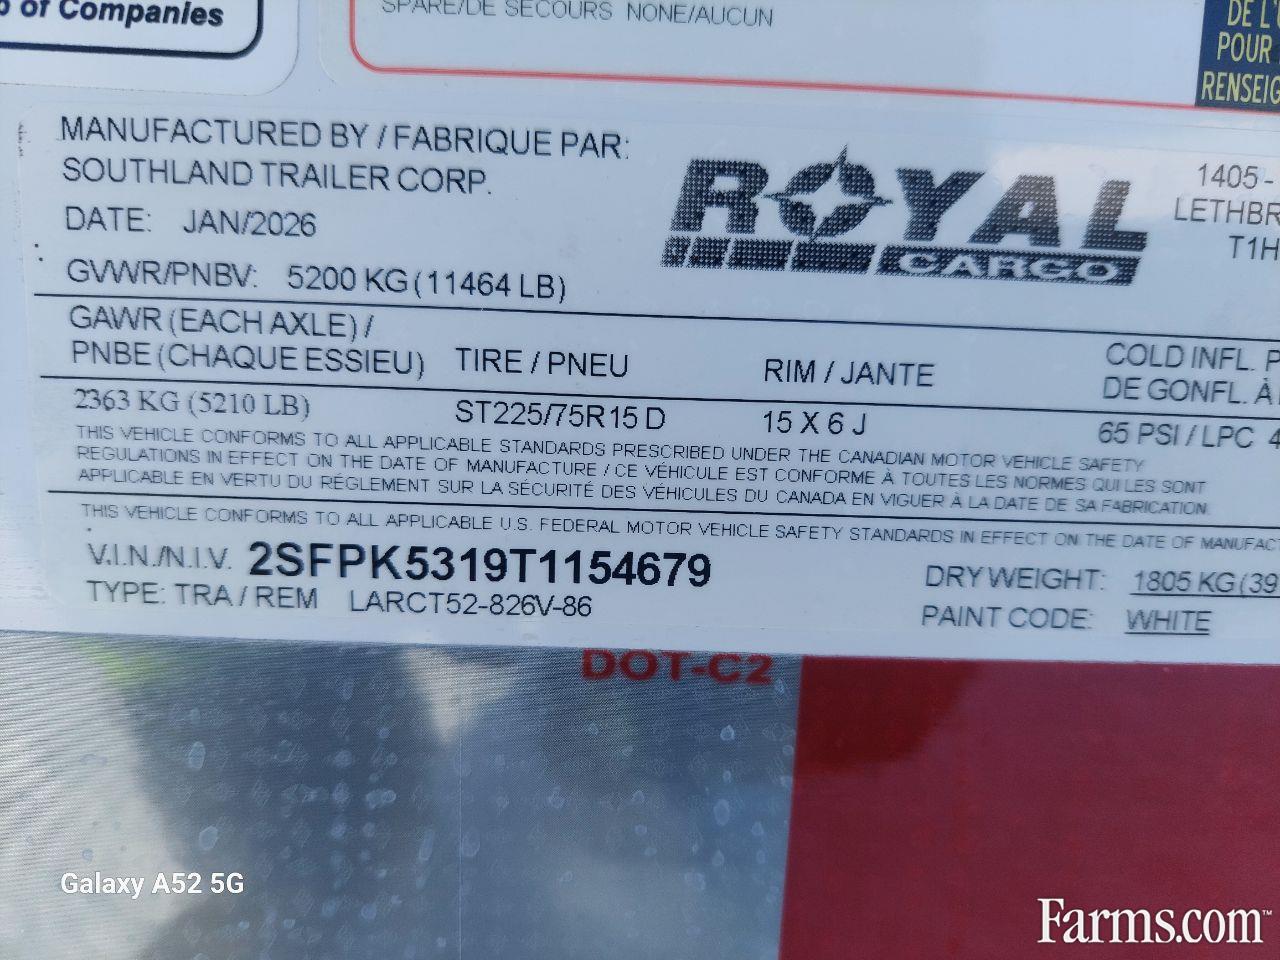 of Companies
SPARE/DE SECOURS NONE/AUCUN
DE L'
POUR
RENSEIG
MANUFACTURED BY / FABRIQUE PAR:
SOUTHLAND TRAILER CORP.
DATE: JAN/2026
GVWR/PNBV: 5200 KG (11464 LB)
ROYAL
CARGO
1405 -
LETHBR
T1H
GAWR (EACH AXLE) /
PNBE (CHAQUE ESSIEU) TIRE / PNEU RIM / JANTE
COLD INFL. P
DE GONFL. À
2363 KG (5210 LB) ST225/75R15 D 15 X 6 J 65 PSI / LPC 4
THIS VEHICLE CONFORMS TO ALL APPLICABLE STANDARDS PRESCRIBED UNDER THE CANADIAN MOTOR VEHICLE SAFETY
REGULATIONS IN EFFECT ON THE DATE OF MANUFACTURE / CE VÉHICULE EST CONFORME À TOUTES LES NORMES QUI LES SONT
APPLICABLE EN VERTU DU RÉGLEMENT SUR LA SÉCURITÉ DES VÉHICULES DU CANADA EN VIGUER À LA DATE DE SA FABRICATION.
THIS VEHICLE CONFORMS TO ALL APPLICABLE U.S. FEDERAL MOTOR VEHICLE SAFETY STANDARDS IN EFFECT ON THE DATE OF MANUFACT
V.I.N./N.I.V. 2SFPK5319T1154679
DRY WEIGHT: 1805 KG (39
TYPE: TRA / REM LARCT52-826V-86
PAINT CODE: WHITE
DOT-C2
Galaxy A52 5G
Farms.com™